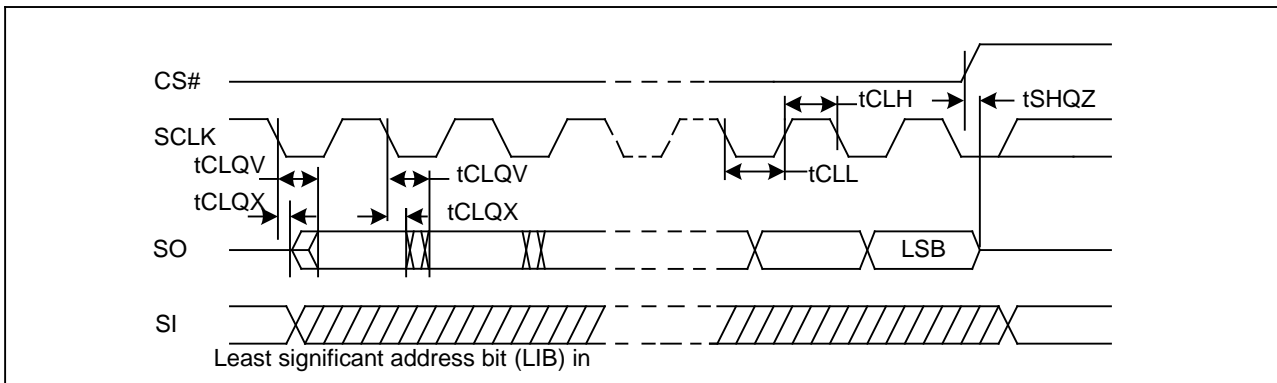 CS#
tCLH
tSHQZ
SCLK
tCLQV
tCLQV
tCLL
tCLQX
tCLQX
SO
LSB
SI
Least significant address bit (LIB) in